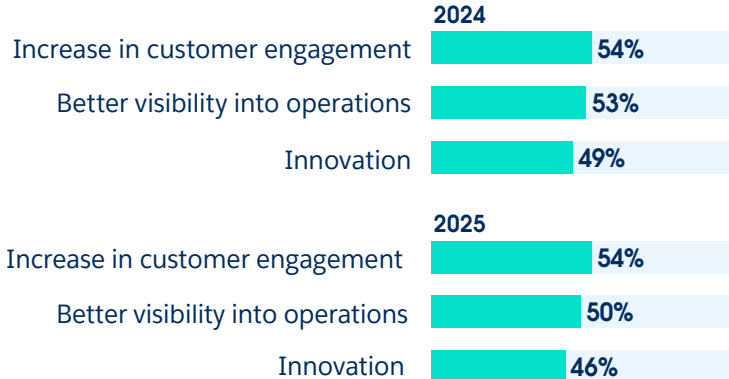 2024
Increase in customer engagement 54%
Better visibility into operations 53%
Innovation 49%
2025
Increase in customer engagement 54%
Better visibility into operations 50%
Innovation 46%